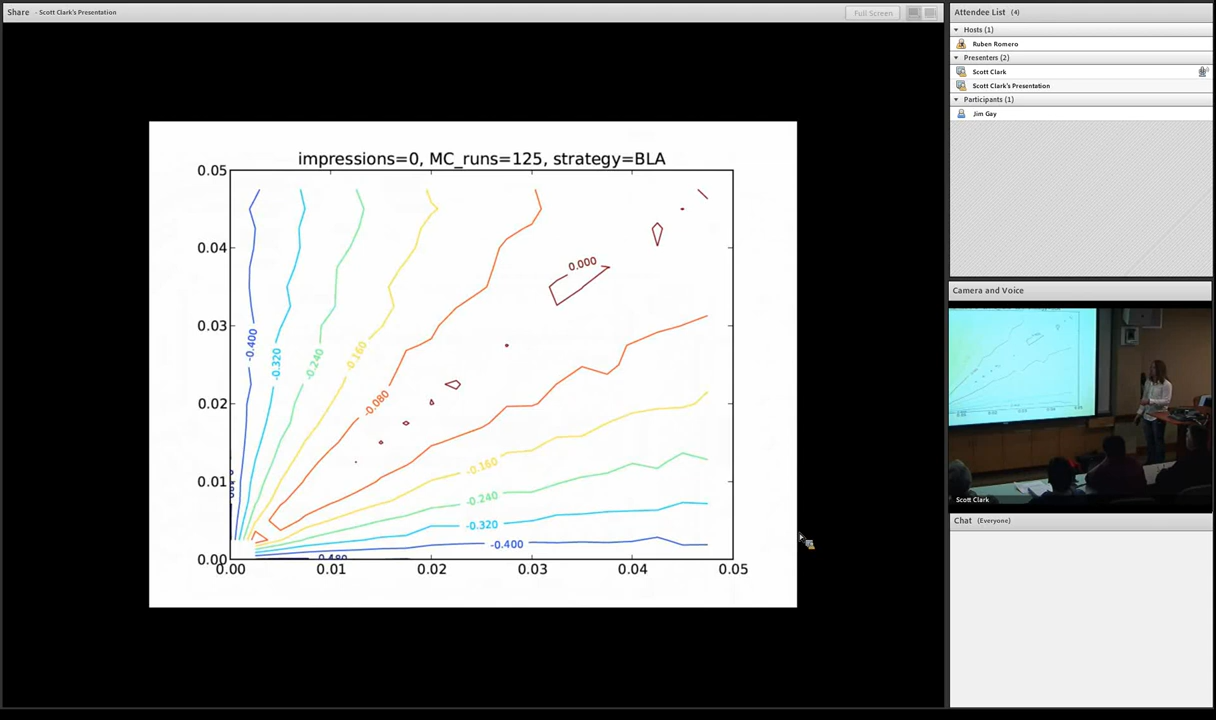 Share - Scott Clark's Presentation
Full Screen
impressions=0, MC_runs=125, strategy=BLA
0.05
0.04
0.03
0.02
0.01
0.00
0.00 0.01 0.02 0.03 0.04 0.05
0.000
-0.400
-0.320
-0.240
-0.160
-0.080
-0.160
-0.240
-0.320
-0.400
Attendee List (4)
Hosts (1)
Ruben Romero
Presenters (2)
Scott Clark
Scott Clark's Presentation
Participants (1)
Jim Gay
Camera and Voice
Scott Clark
Chat (Everyone)